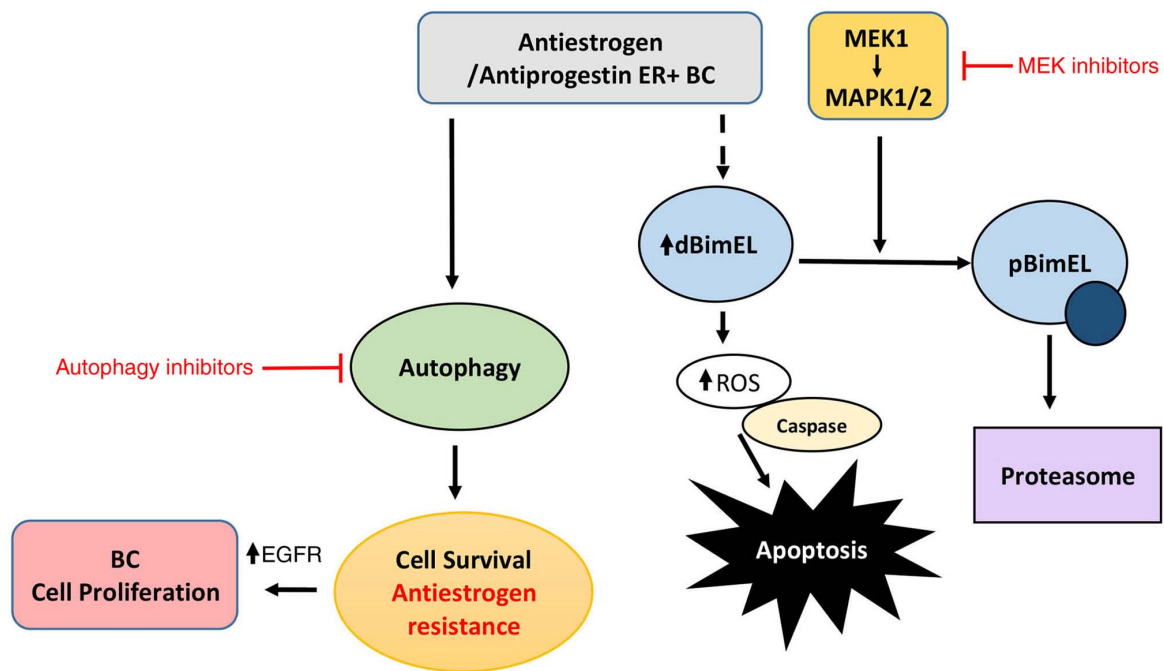 Antiestrogen
/Antiprogestin ER+ BC
MEK1
MAPK1/2
MEK inhibitors
dBimEL
pBimEL
Autophagy inhibitors
Autophagy
ROS
Caspase
Proteasome
Apoptosis
BC
Cell Proliferation
EGFR
Cell Survival
Antiestrogen
resistance